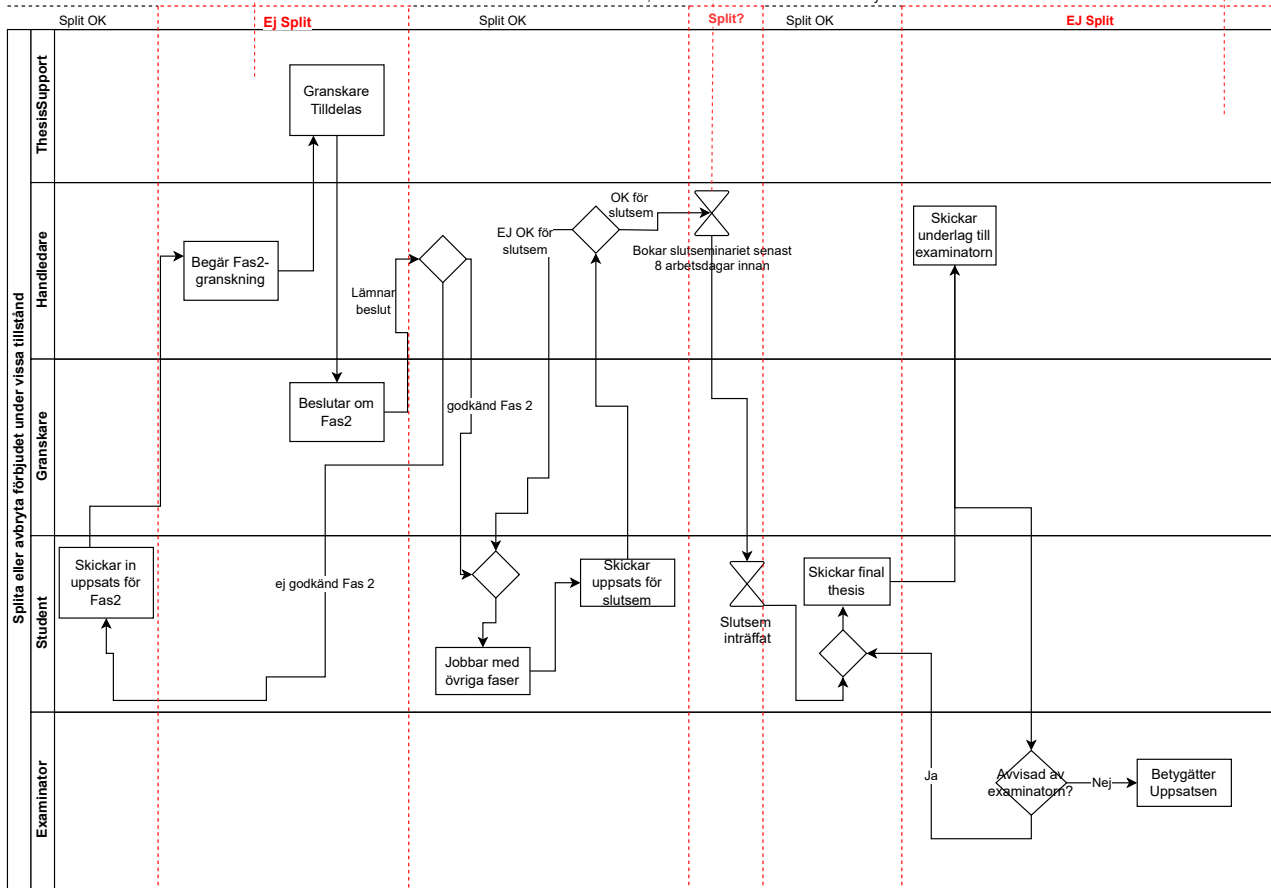 Split OK
Ej Split
Split OK
Split?
Split OK
EJ Split
Splita eller avbryta förbjudet under vissa tillstånd
ThesisSupport
Granskare
Tilldelas
Handledare
Begär Fas2-
granskning
Lämnar
beslut
EJ OK för
slutsem
OK för
slutsem
Bokar slutseminariet senast
8 arbetsdagar innan
Skickar
underlag till
examinatorn
Granskare
Beslutar om
Fas2
godkänd Fas 2
Student
Skickar in
uppsats för
Fas2
ej godkänd Fas 2
Jobbar med
övriga faser
Skickar
uppsats för
slutsem
Slutsem
inträffat
Skickar final
thesis
Examinator
Ja
Avvisad av
examinatorn?
Nej
Betygätter
Uppsatsen